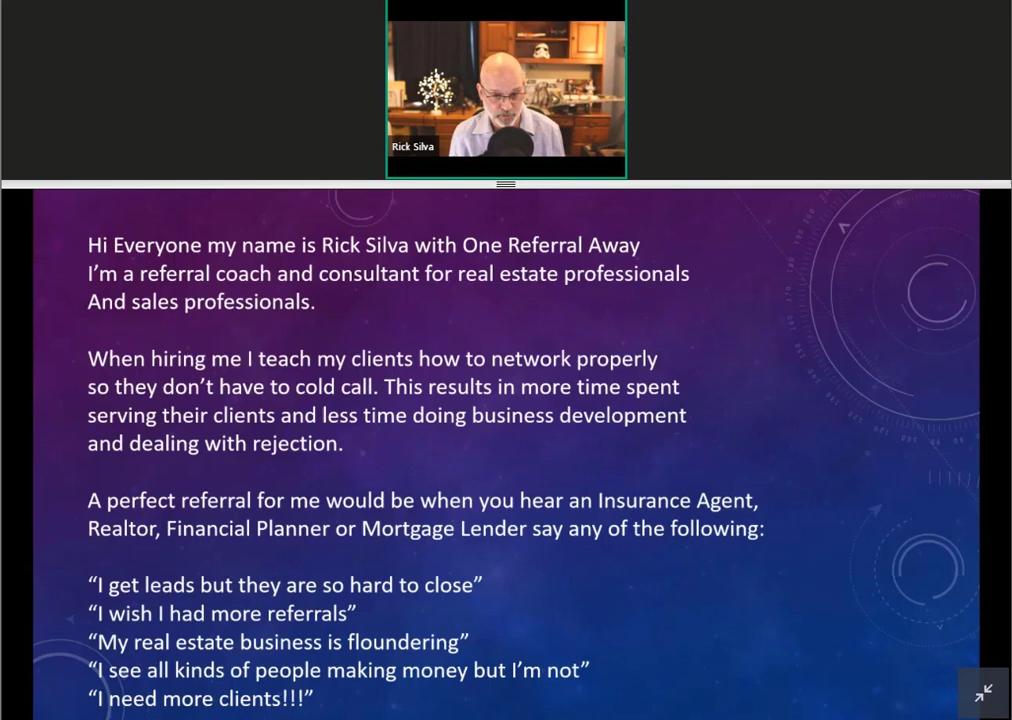 Rick Silva
Hi Everyone my name is Rick Silva with One Referral Away
I’m a referral coach and consultant for real estate professionals
And sales professionals.
When hiring me I teach my clients how to network properly
so they don’t have to cold call. This results in more time spent
serving their clients and less time doing business development
and dealing with rejection.
A perfect referral for me would be when you hear an Insurance Agent,
Realtor, Financial Planner or Mortgage Lender say any of the following:
“I get leads but they are so hard to close”
“I wish I had more referrals”
“My real estate business is floundering”
“I see all kinds of people making money but I’m not”
“I need more clients!!!”